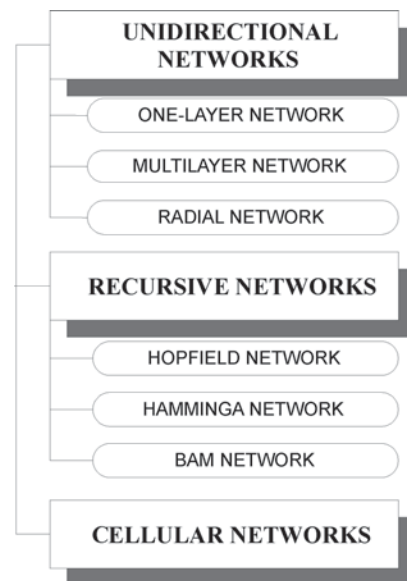 UNIDIRECTIONAL
NETWORKS
ONE-LAYER NETWORK
MULTILAYER NETWORK
RADIAL NETWORK
RECURSIVE NETWORKS
HOPFIELD NETWORK
HAMMINGA NETWORK
BAM NETWORK
CELLULAR NETWORKS